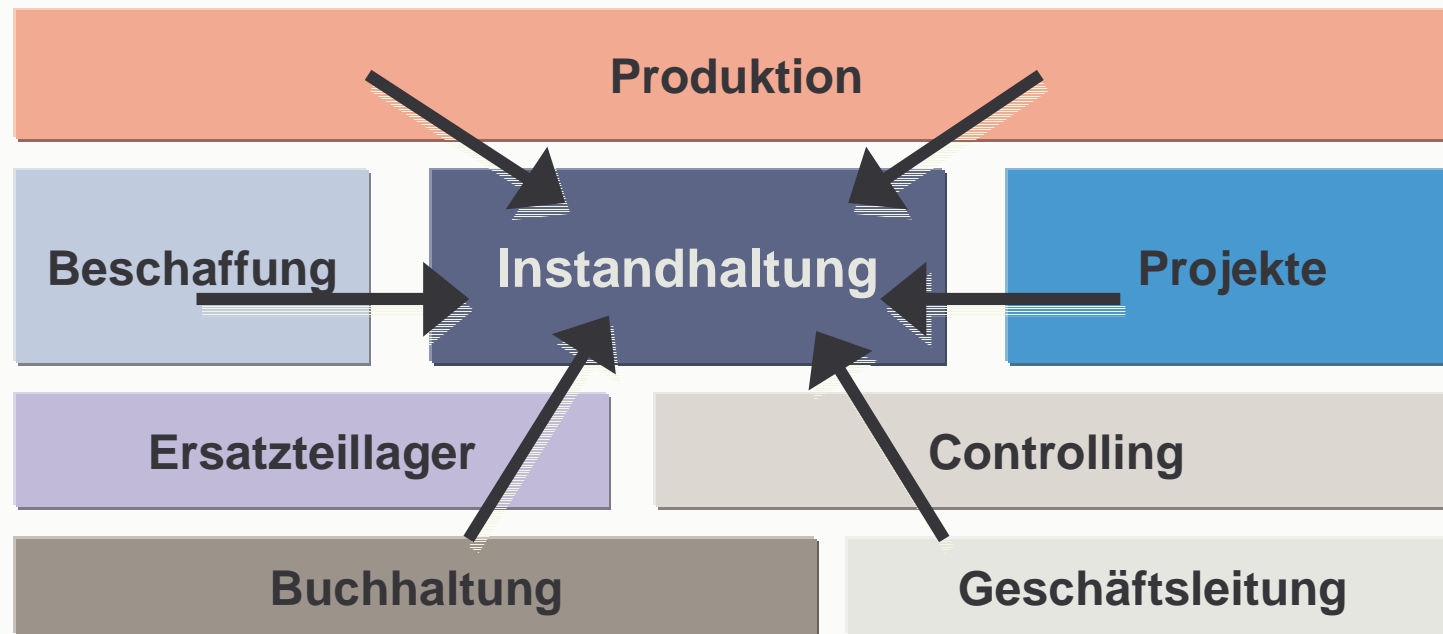 Produktion
Beschaffung
Instandhaltung
Projekte
Ersatzteillager
Controlling
Buchhaltung
Geschäftsleitung